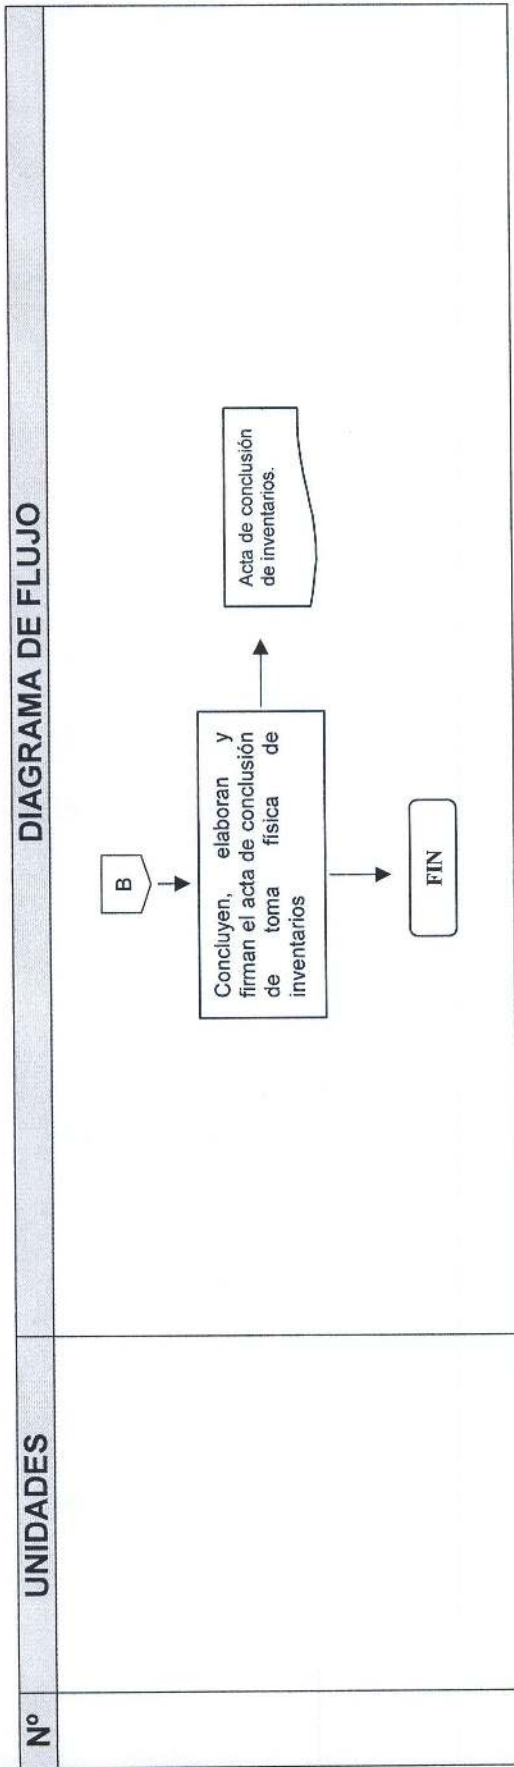 Nº UNIDADES DIAGRAMA DE FLUJO
B
Concluyen, elaboran y
firman el acta de conclusión
de toma física de
inventarios
Acta de conclusión
de inventarios.
FIN